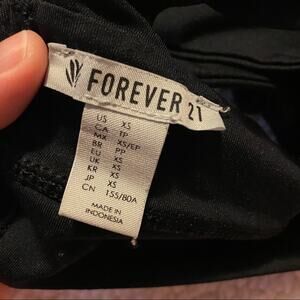 FOREVER 21
US XS
CA TP
MX XS/EP
BR PP
EU XS
UK XS
KR XS
JP XS
CN 155/80A
MADE IN
INDONESIA